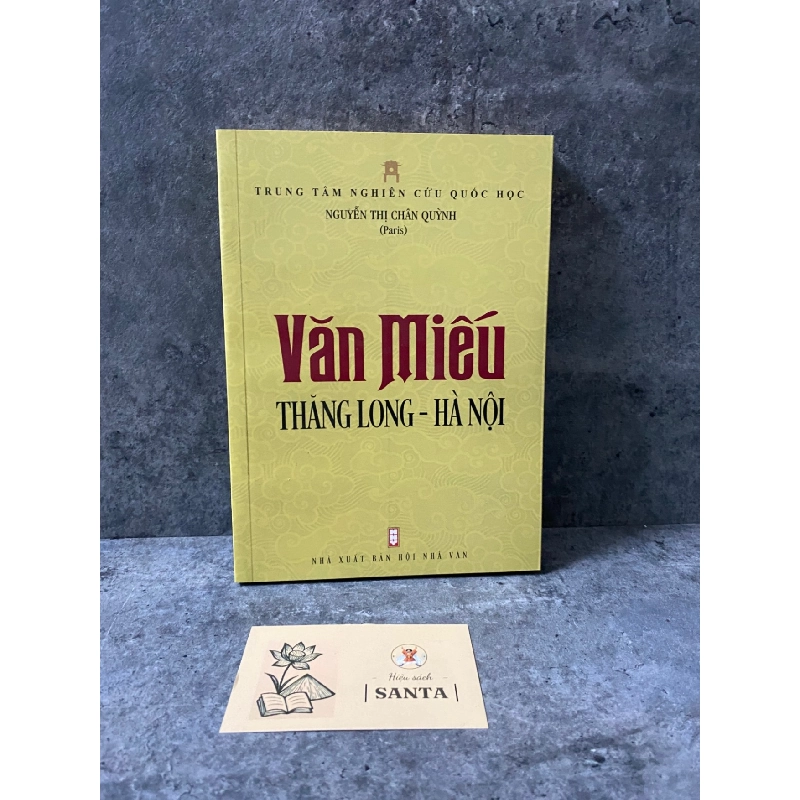 TRUNG TÂM NGHIÊN CỨU QUỐC HỌC
NGUYỄN THỊ CHÂN QUỲNH
(Paris)
Văn Miếu
THĂNG LONG - HÀ NỘI
NHÀ XUẤT BẢN HỘI NHÀ VĂN
Hiệu sách
SANTA